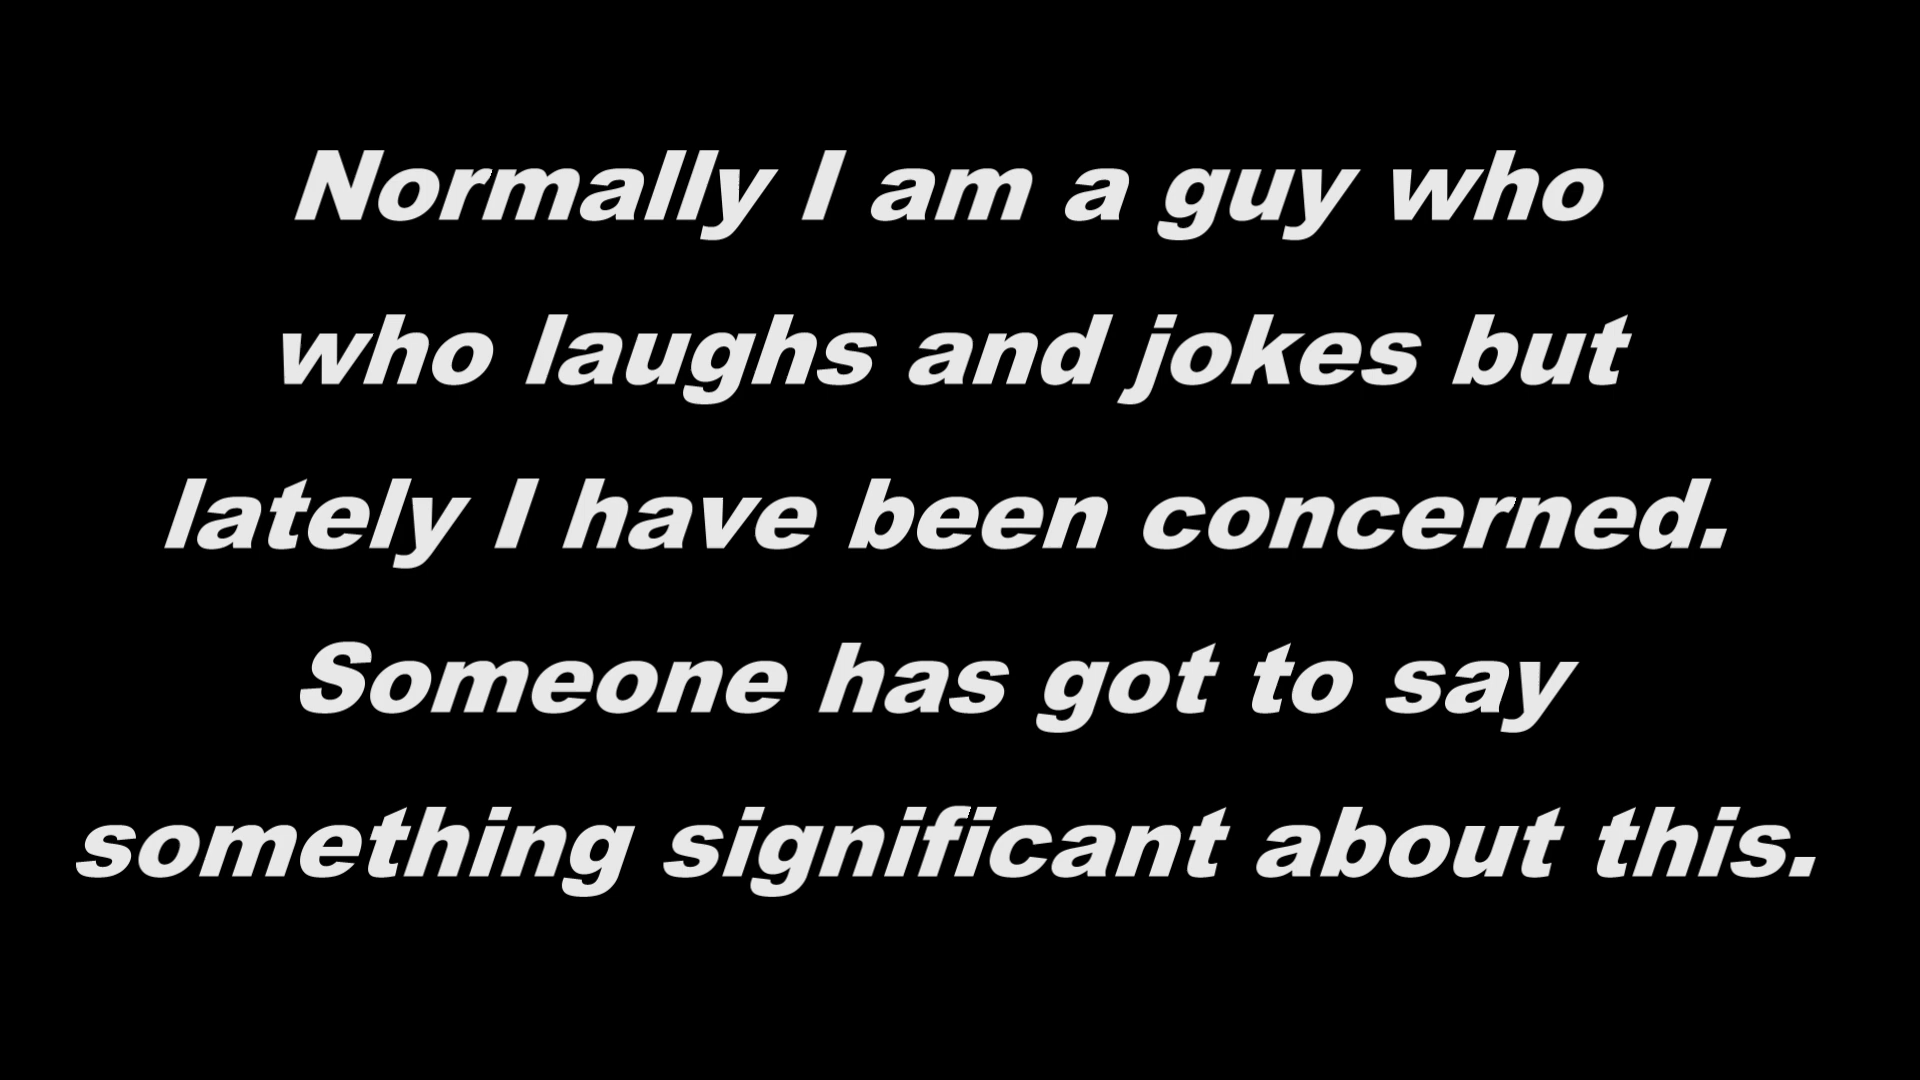 Normally I am a guy who
who laughs and jokes but
lately I have been concerned.
Someone has got to say
something significant about this.